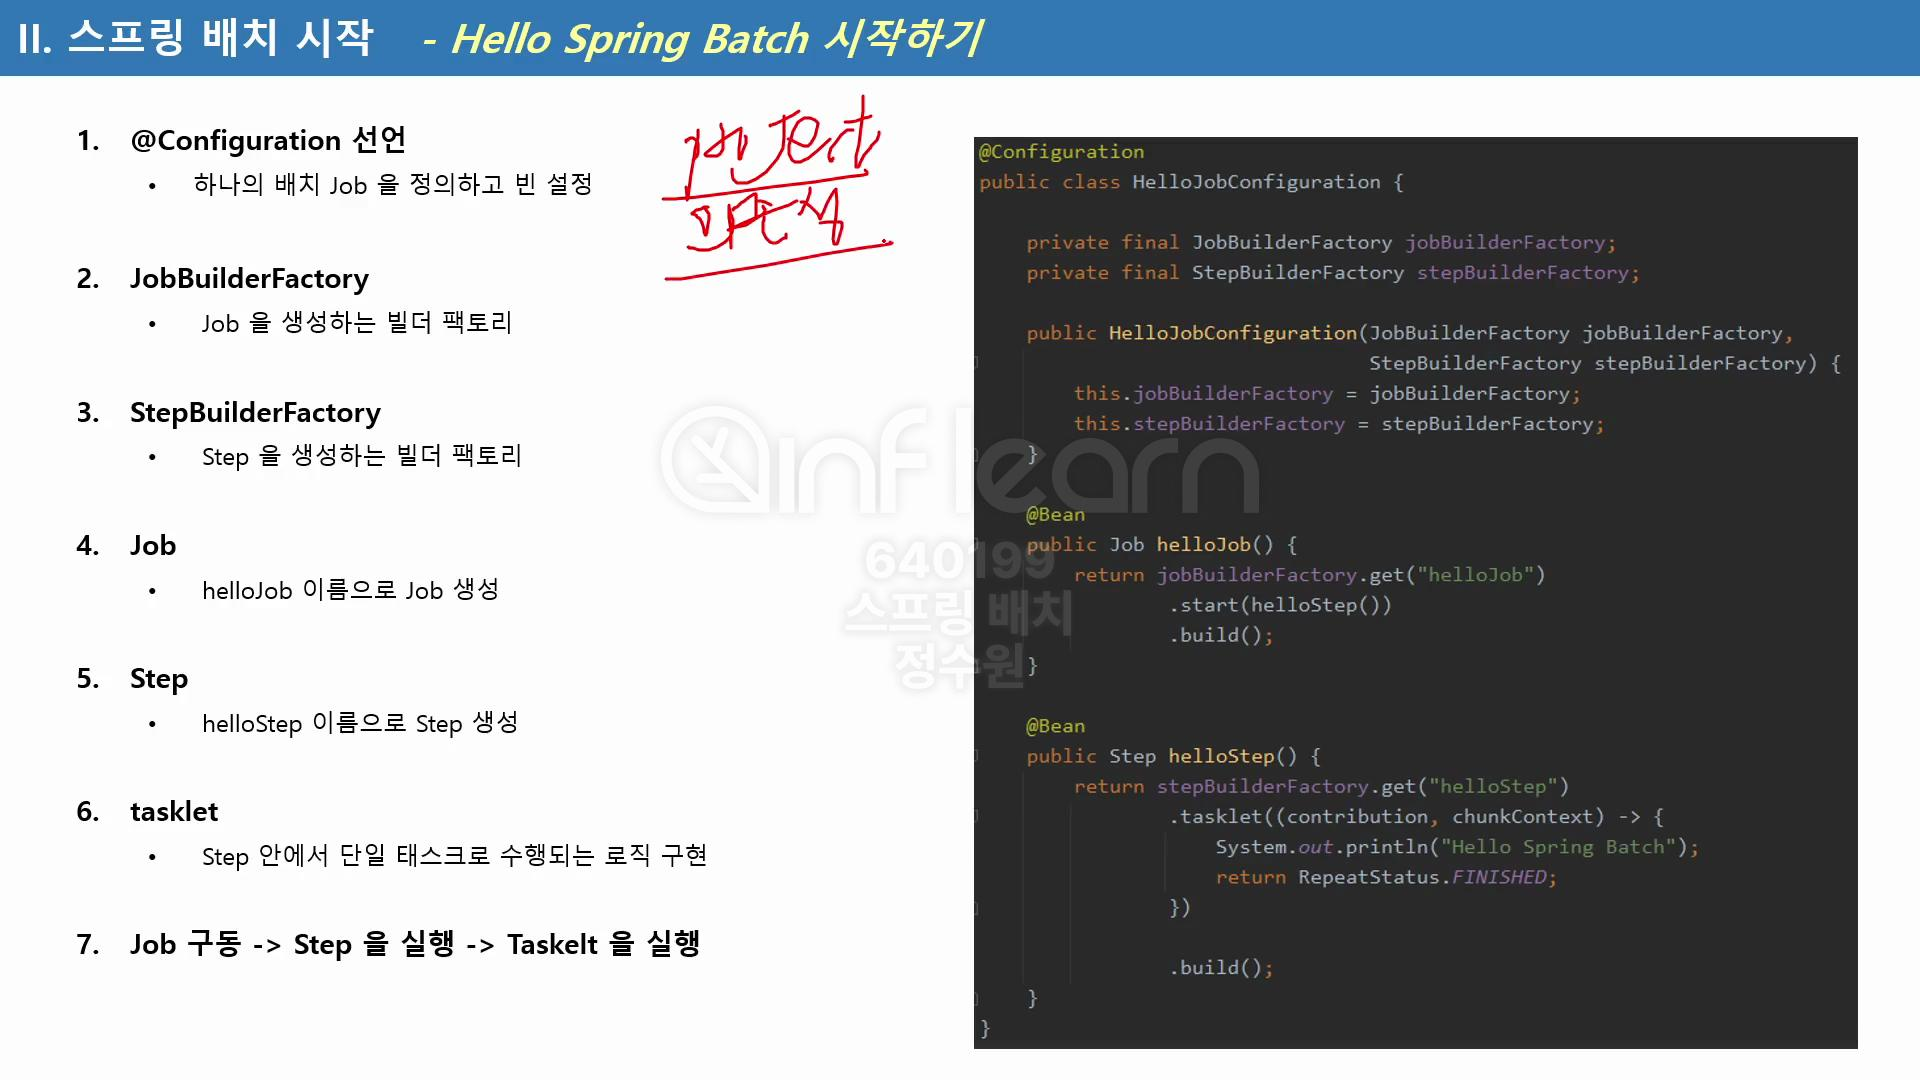 II. 스프링 배치 시작 - Hello Spring Batch 시작하기
1. @Configuration 선언
• 하나의 배치 Job 을 정의하고 빈 설정
2. JobBuilderFactory
• Job 을 생성하는 빌더 팩토리
3. StepBuilderFactory
• Step 을 생성하는 빌더 팩토리
4. Job
• helloJob 이름으로 Job 생성
5. Step
• helloStep 이름으로 Step 생성
6. tasklet
• Step 안에서 단일 태스크로 수행되는 로직 구현
7. Job 구동 -> Step 을 실행 -> Taskelt 을 실행
@Configuration
public class HelloJobConfiguration {
private final JobBuilderFactory jobBuilderFactory;
private final StepBuilderFactory stepBuilderFactory;
public HelloJobConfiguration(JobBuilderFactory jobBuilderFactory,
StepBuilderFactory stepBuilderFactory) {
this.jobBuilderFactory = jobBuilderFactory;
this.stepBuilderFactory = stepBuilderFactory;
}
@Bean
public Job helloJob() {
return jobBuilderFactory.get("helloJob")
.start(helloStep())
.build();
}
@Bean
public Step helloStep() {
return stepBuilderFactory.get("helloStep")
.tasklet((contribution, chunkContext) -> {
System.out.println("Hello Spring Batch");
return RepeatStatus.FINISHED;
})
.build();
}
}
inflearn
640199
스프링 배치
정수원